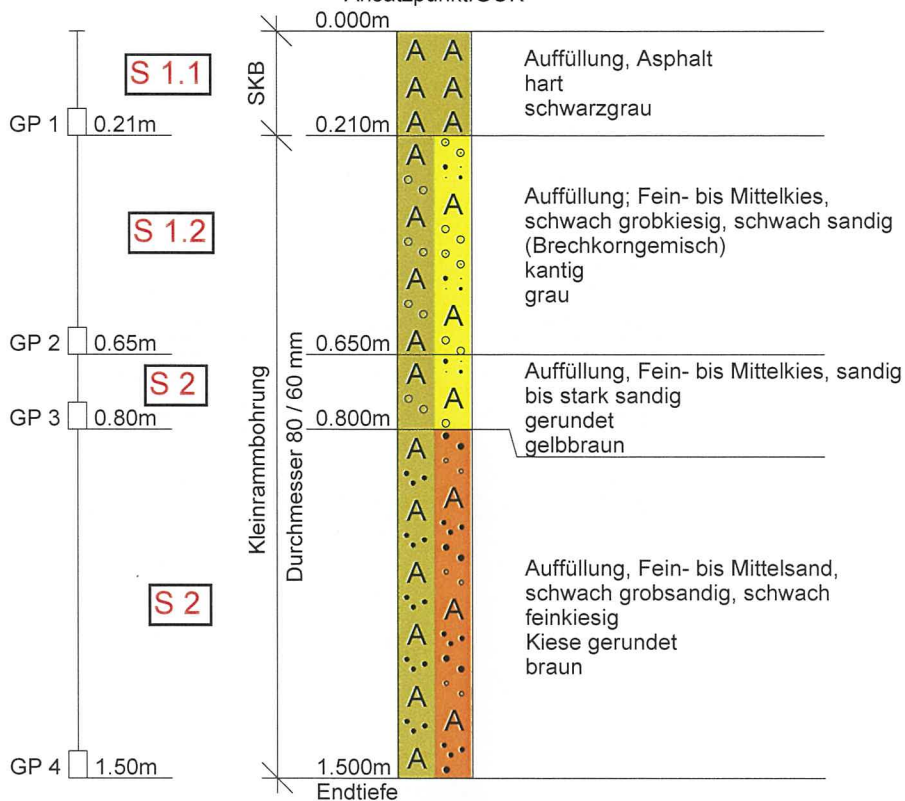 0.000m
S 1.1
SKB
A A
A A
A A
Auffüllung, Asphalt
hart
schwarzgrau
GP 1 0.21m
0.210m
S 1.2
A
A
A
A
A
A
Auffüllung; Fein- bis Mittelkies,
schwach grobkiesig, schwach sandig
(Brechkorngemisch)
kantig
grau
GP 2 0.65m
0.650m
S 2
A
A
Auffüllung, Fein- bis Mittelkies, sandig
bis stark sandig
gerundet
gelbbraun
GP 3 0.80m
0.800m
Kleinrammbohrung
Durchmesser 80 / 60 mm
S 2
A
A
A
A
A
A
A
A
A
Auffüllung, Fein- bis Mittelsand,
schwach grobsandig, schwach
feinkiesig
Kiese gerundet
braun
GP 4 1.50m
1.500m
Endtiefe